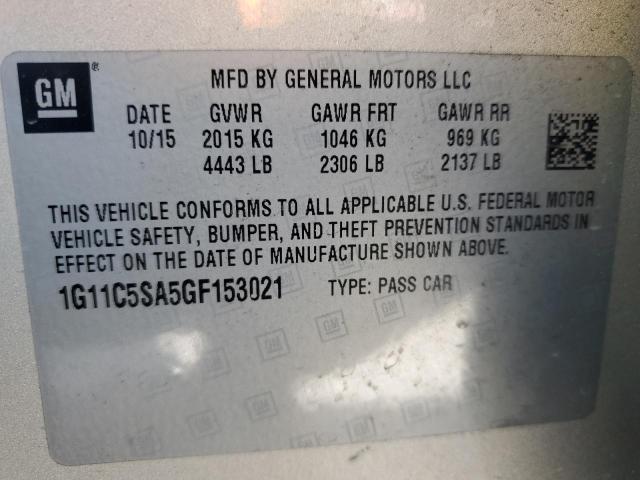 GM ® MFD BY GENERAL MOTORS LLC
DATE GVWR GAWR FRT GAWR RR
10/15 2015 KG 1046 KG 969 KG
4443 LB 2306 LB 2137 LB
THIS VEHICLE CONFORMS TO ALL APPLICABLE U.S. FEDERAL MOTOR
VEHICLE SAFETY, BUMPER, AND THEFT PREVENTION STANDARDS IN
EFFECT ON THE DATE OF MANUFACTURE SHOWN ABOVE.
1G11C5SA5GF153021 TYPE: PASS CAR